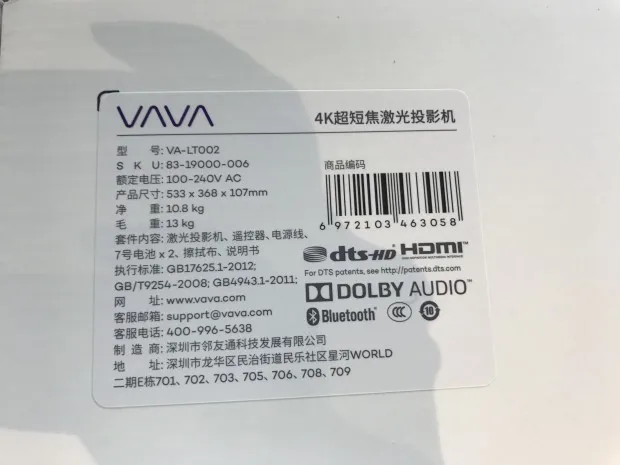 VAVA
4K超短焦激光投影机
型 号: VA-LT002
S K U: 83-19000-006
额定电压: 100-240V AC
产品尺寸: 533 x 368 x 107mm
净 重: 10.8 kg
毛 重: 13 kg
套件内容: 激光投影机、遥控器、电源线、
7号电池 x 2、擦拭布、说明书
执行标准: GB17625.1-2012;
GB/T9254-2008; GB4943.1-2011;
网 址: www.vava.com
客服邮箱: support@vava.com
客服电话: 400-996-5638
制 造 商: 深圳市邻友通科技发展有限公司
地 址: 深圳市龙华区民治街道民乐社区星河WORLD
二期E栋701、702、703、705、706、708、709
商品编码
6 972103 463058
dts-HD HDMI
For DTS patents, see http://patents.dts.com
DOLBY AUDIO™
Bluetooth® CCC 10